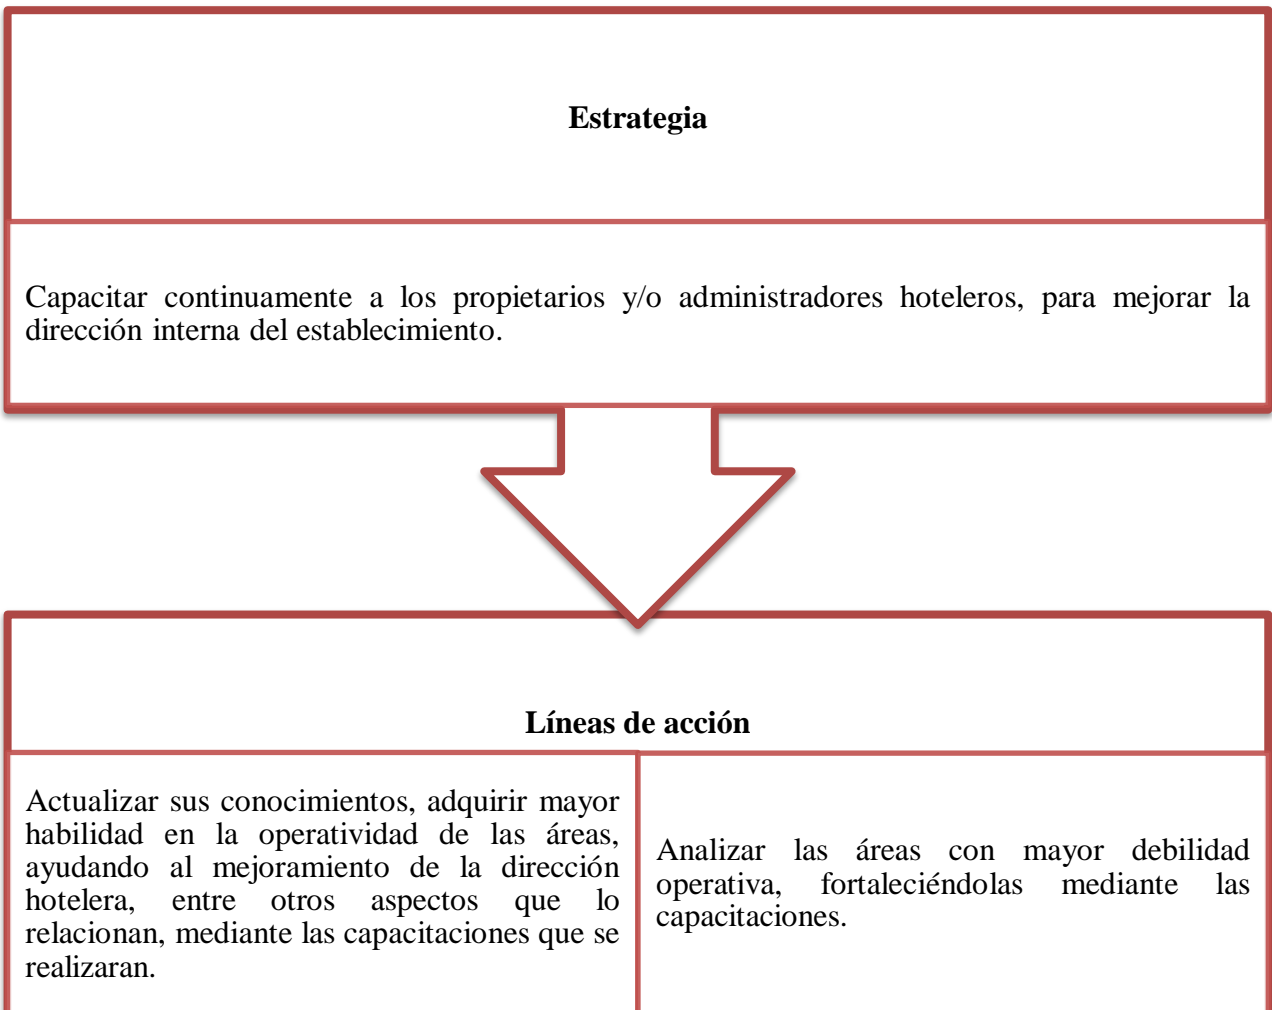 Estrategia
Capacitar continuamente a los propietarios y/o administradores hoteleros, para mejorar la
dirección interna del establecimiento.
Líneas de acción
Actualizar sus conocimientos, adquirir mayor
habilidad en la operatividad de las áreas,
ayudando al mejoramiento de la dirección
hotelera, entre otros aspectos que lo
relacionan, mediante las capacitaciones que se
realizaran.
Analizar las áreas con mayor debilidad
operativa, fortaleciéndolas mediante las
capacitaciones.